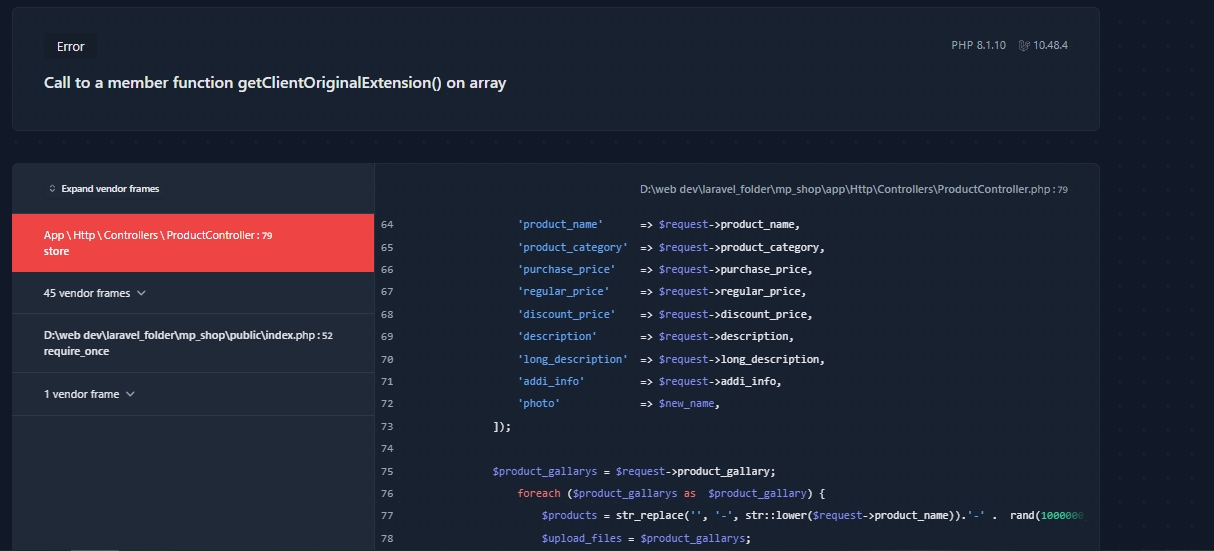 Error
PHP 8.1.10 10.48.4
Call to a member function getClientOriginalExtension() on array
Expand vendor frames
D:\web dev\laravel_folder\mp_shop\app\Http\Controllers\ProductController.php : 79
App \ Http \ Controllers \ ProductController : 79
store
45 vendor frames
D:\web dev\laravel_folder\mp_shop\public\index.php : 52
require_once
1 vendor frame
64 'product_name' => $request->product_name,
65 'product_category' => $request->product_category,
66 'purchase_price' => $request->purchase_price,
67 'regular_price' => $request->regular_price,
68 'discount_price' => $request->discount_price,
69 'description' => $request->description,
70 'long_description' => $request->long_description,
71 'addi_info' => $request->addi_info,
72 'photo' => $new_name,
73 ]);
74
75 $product_gallarys = $request->product_gallary;
76 foreach ($product_gallarys as $product_gallary) {
77 $products = str_replace('', '-', str::lower($request->product_name)).'-' . rand(1000000
78 $upload_files = $product_gallarys;